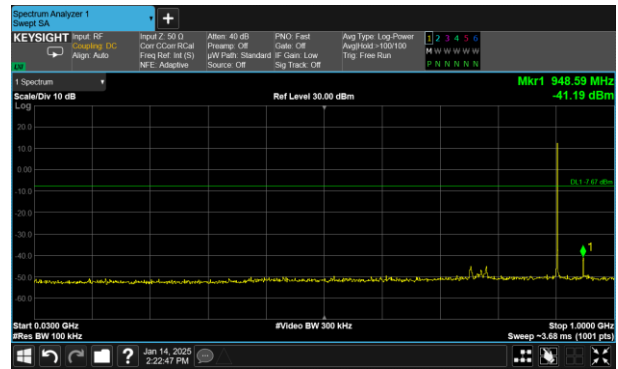 Spectrum Analyzer 1
Swept SA
KEYSIGHT Input: RF Input Z: 50 Ω Atten: 40 dB PNO: Fast Avg Type: Log-Power 1 2 3 4 5 6
Coupling: DC Corr CCorr RCal Preamp: Off Gate: Off Avg|Hold:>100/100 M W W W W W
Align: Auto Freq Ref: Int (S) µW Path: Standard IF Gain: Low Trig: Free Run
NFE: Adaptive Source: Off Sig Track: Off P N N N N N
1 Spectrum Mkr1 948.59 MHz
Scale/Div 10 dB Ref Level 30.00 dBm -41.19 dBm
Log
20.0
10.0
0.00
DL1 -7.67 dBm
-10.0
-20.0
-30.0
1
-40.0
-50.0
-60.0
Start 0.0300 GHz #Video BW 300 kHz Stop 1.0000 GHz
#Res BW 100 kHz Sweep ~3.68 ms (1001 pts)
? Jan 14, 2025
2:22:47 PM